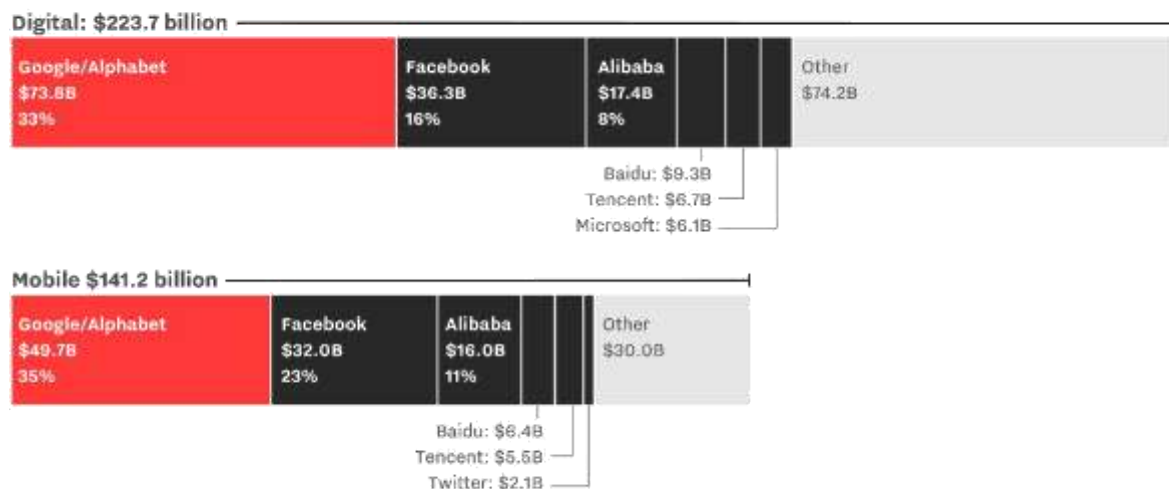 Digital: $223.7 billion
Google/Alphabet
$73.8B
33%
Facebook
$36.3B
16%
Alibaba
$17.4B
8%
Other
$74.2B
Baidu: $9.3B
Tencent: $6.7B
Microsoft: $6.1B
Mobile $141.2 billion
Google/Alphabet
$49.7B
35%
Facebook
$32.0B
23%
Alibaba
$16.0B
11%
Other
$30.0B
Baidu: $6.4B
Tencent: $5.5B
Twitter: $2.1B